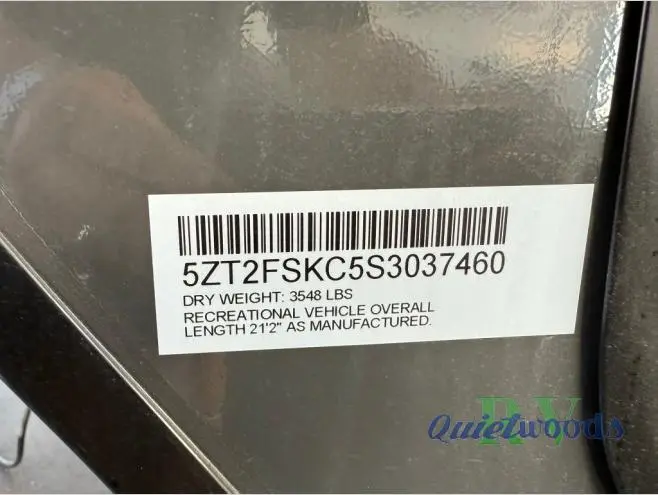 5ZT2FSKC5S3037460
DRY WEIGHT: 3548 LBS
RECREATIONAL VEHICLE OVERALL
LENGTH 21'2" AS MANUFACTURED.
RV
Quietwoods